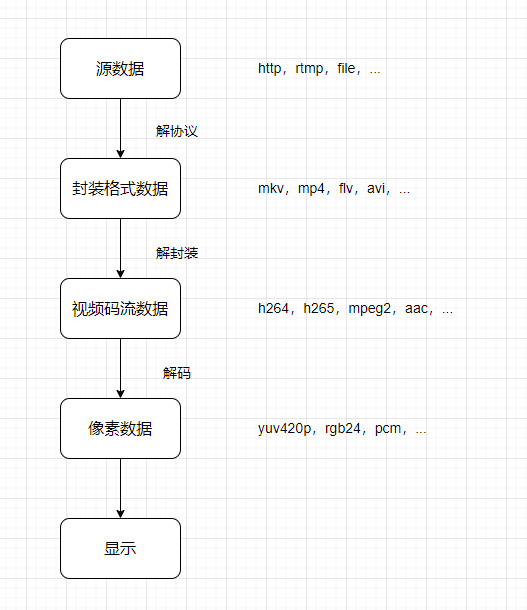 源数据
http，rtmp，file，...
解协议
封装格式数据
mkv，mp4，flv，avi，...
解封装
视频码流数据
h264，h265，mpeg2，aac，...
解码
像素数据
yuv420p，rgb24，pcm，...
显示